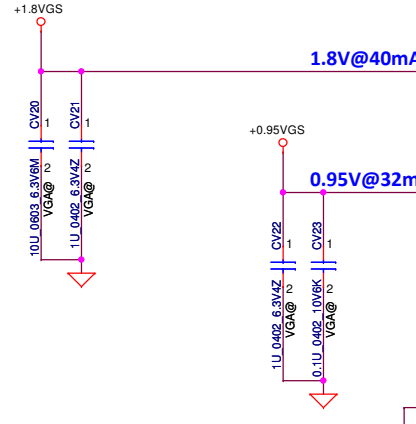 +1.8VGS
1.8V@40mA
CV20
1
2
10U_0603_6.3V6M
VGA@
CV21
1
2
1U_0402_6.3V4Z
VGA@
+0.95VGS
0.95V@32m
CV22
1
2
1U_0402_6.3V4Z
VGA@
CV23
1
2
0.1U_0402_10V6K
VGA@